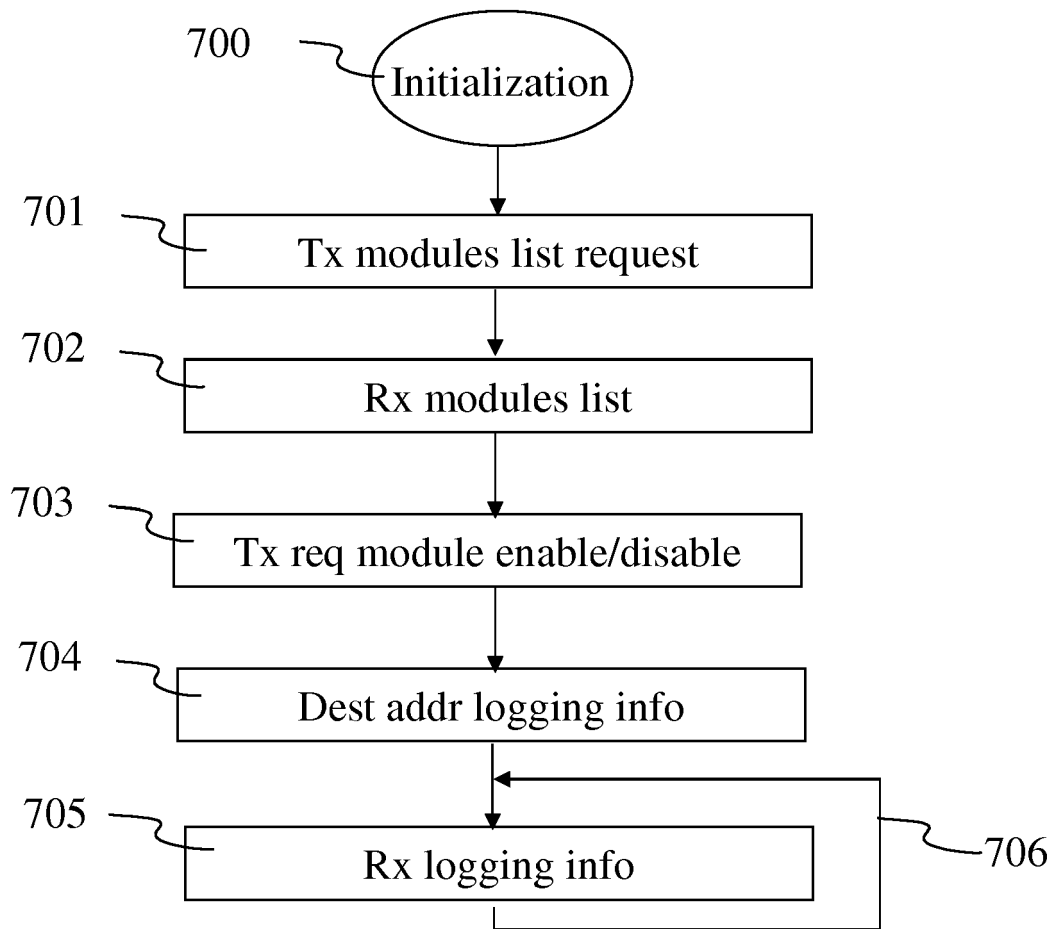 700
Initialization
701
Tx modules list request
702
Rx modules list
703
Tx req module enable/disable
704
Dest addr logging info
705
Rx logging info
706